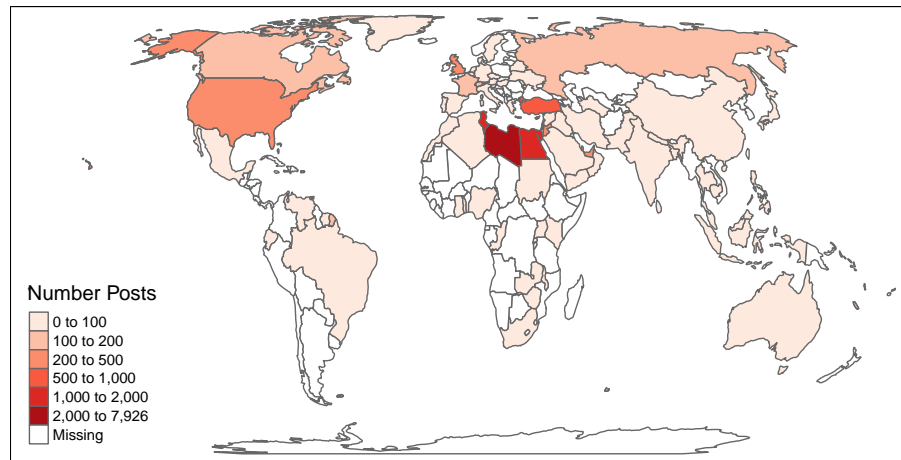 Number Posts
0 to 100
100 to 200
200 to 500
500 to 1,000
1,000 to 2,000
2,000 to 7,926
Missing